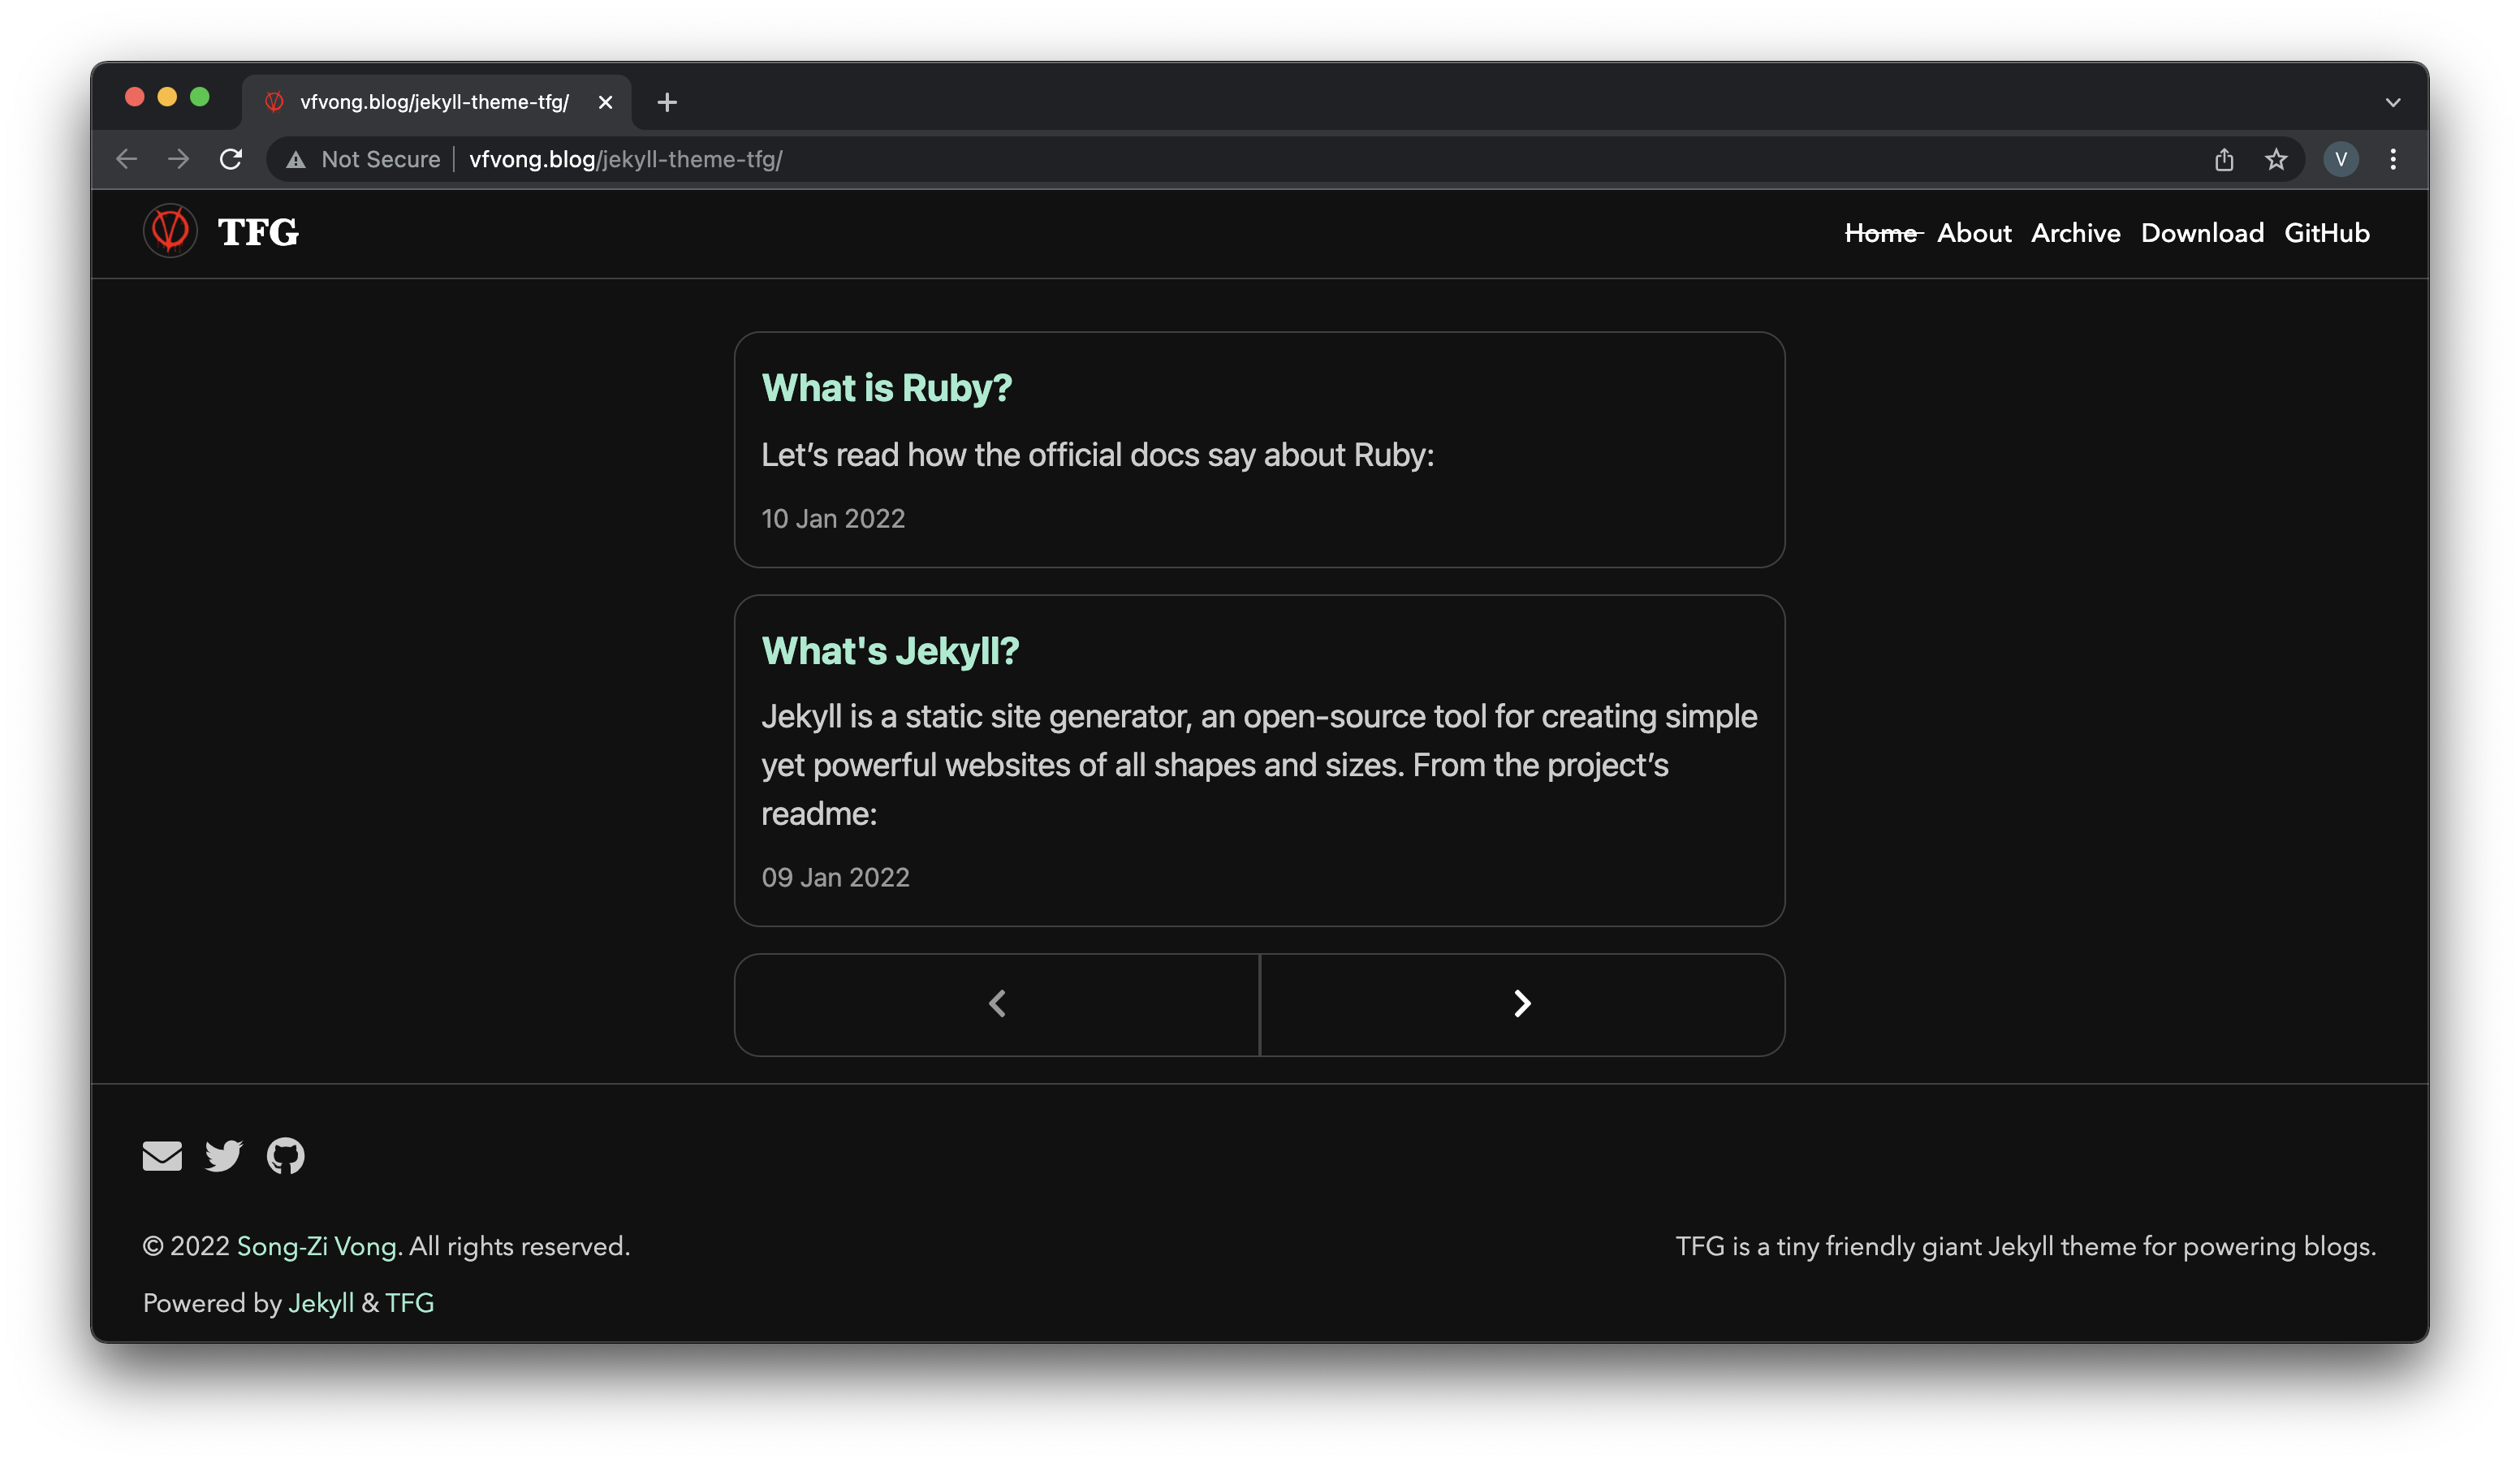 vfvong.blog/jekyll-theme-tfg/
Not Secure vfvong.blog/jekyll-theme-tfg/
V
TFG
Home About Archive Download GitHub
What is Ruby?
Let’s read how the official docs say about Ruby:
10 Jan 2022
What's Jekyll?
Jekyll is a static site generator, an open-source tool for creating simple
yet powerful websites of all shapes and sizes. From the project’s
readme:
09 Jan 2022
© 2022 Song-Zi Vong. All rights reserved.
TFG is a tiny friendly giant Jekyll theme for powering blogs.
Powered by Jekyll & TFG